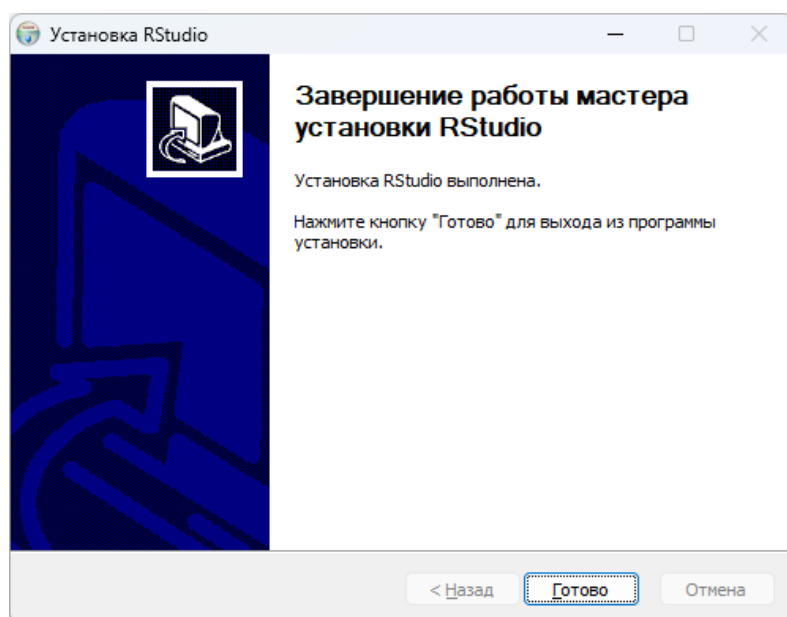 Установка RStudio
Завершение работы мастера
установки RStudio
Установка RStudio выполнена.
Нажмите кнопку "Готово" для выхода из программы
установки.
< Назад Готово Отмена